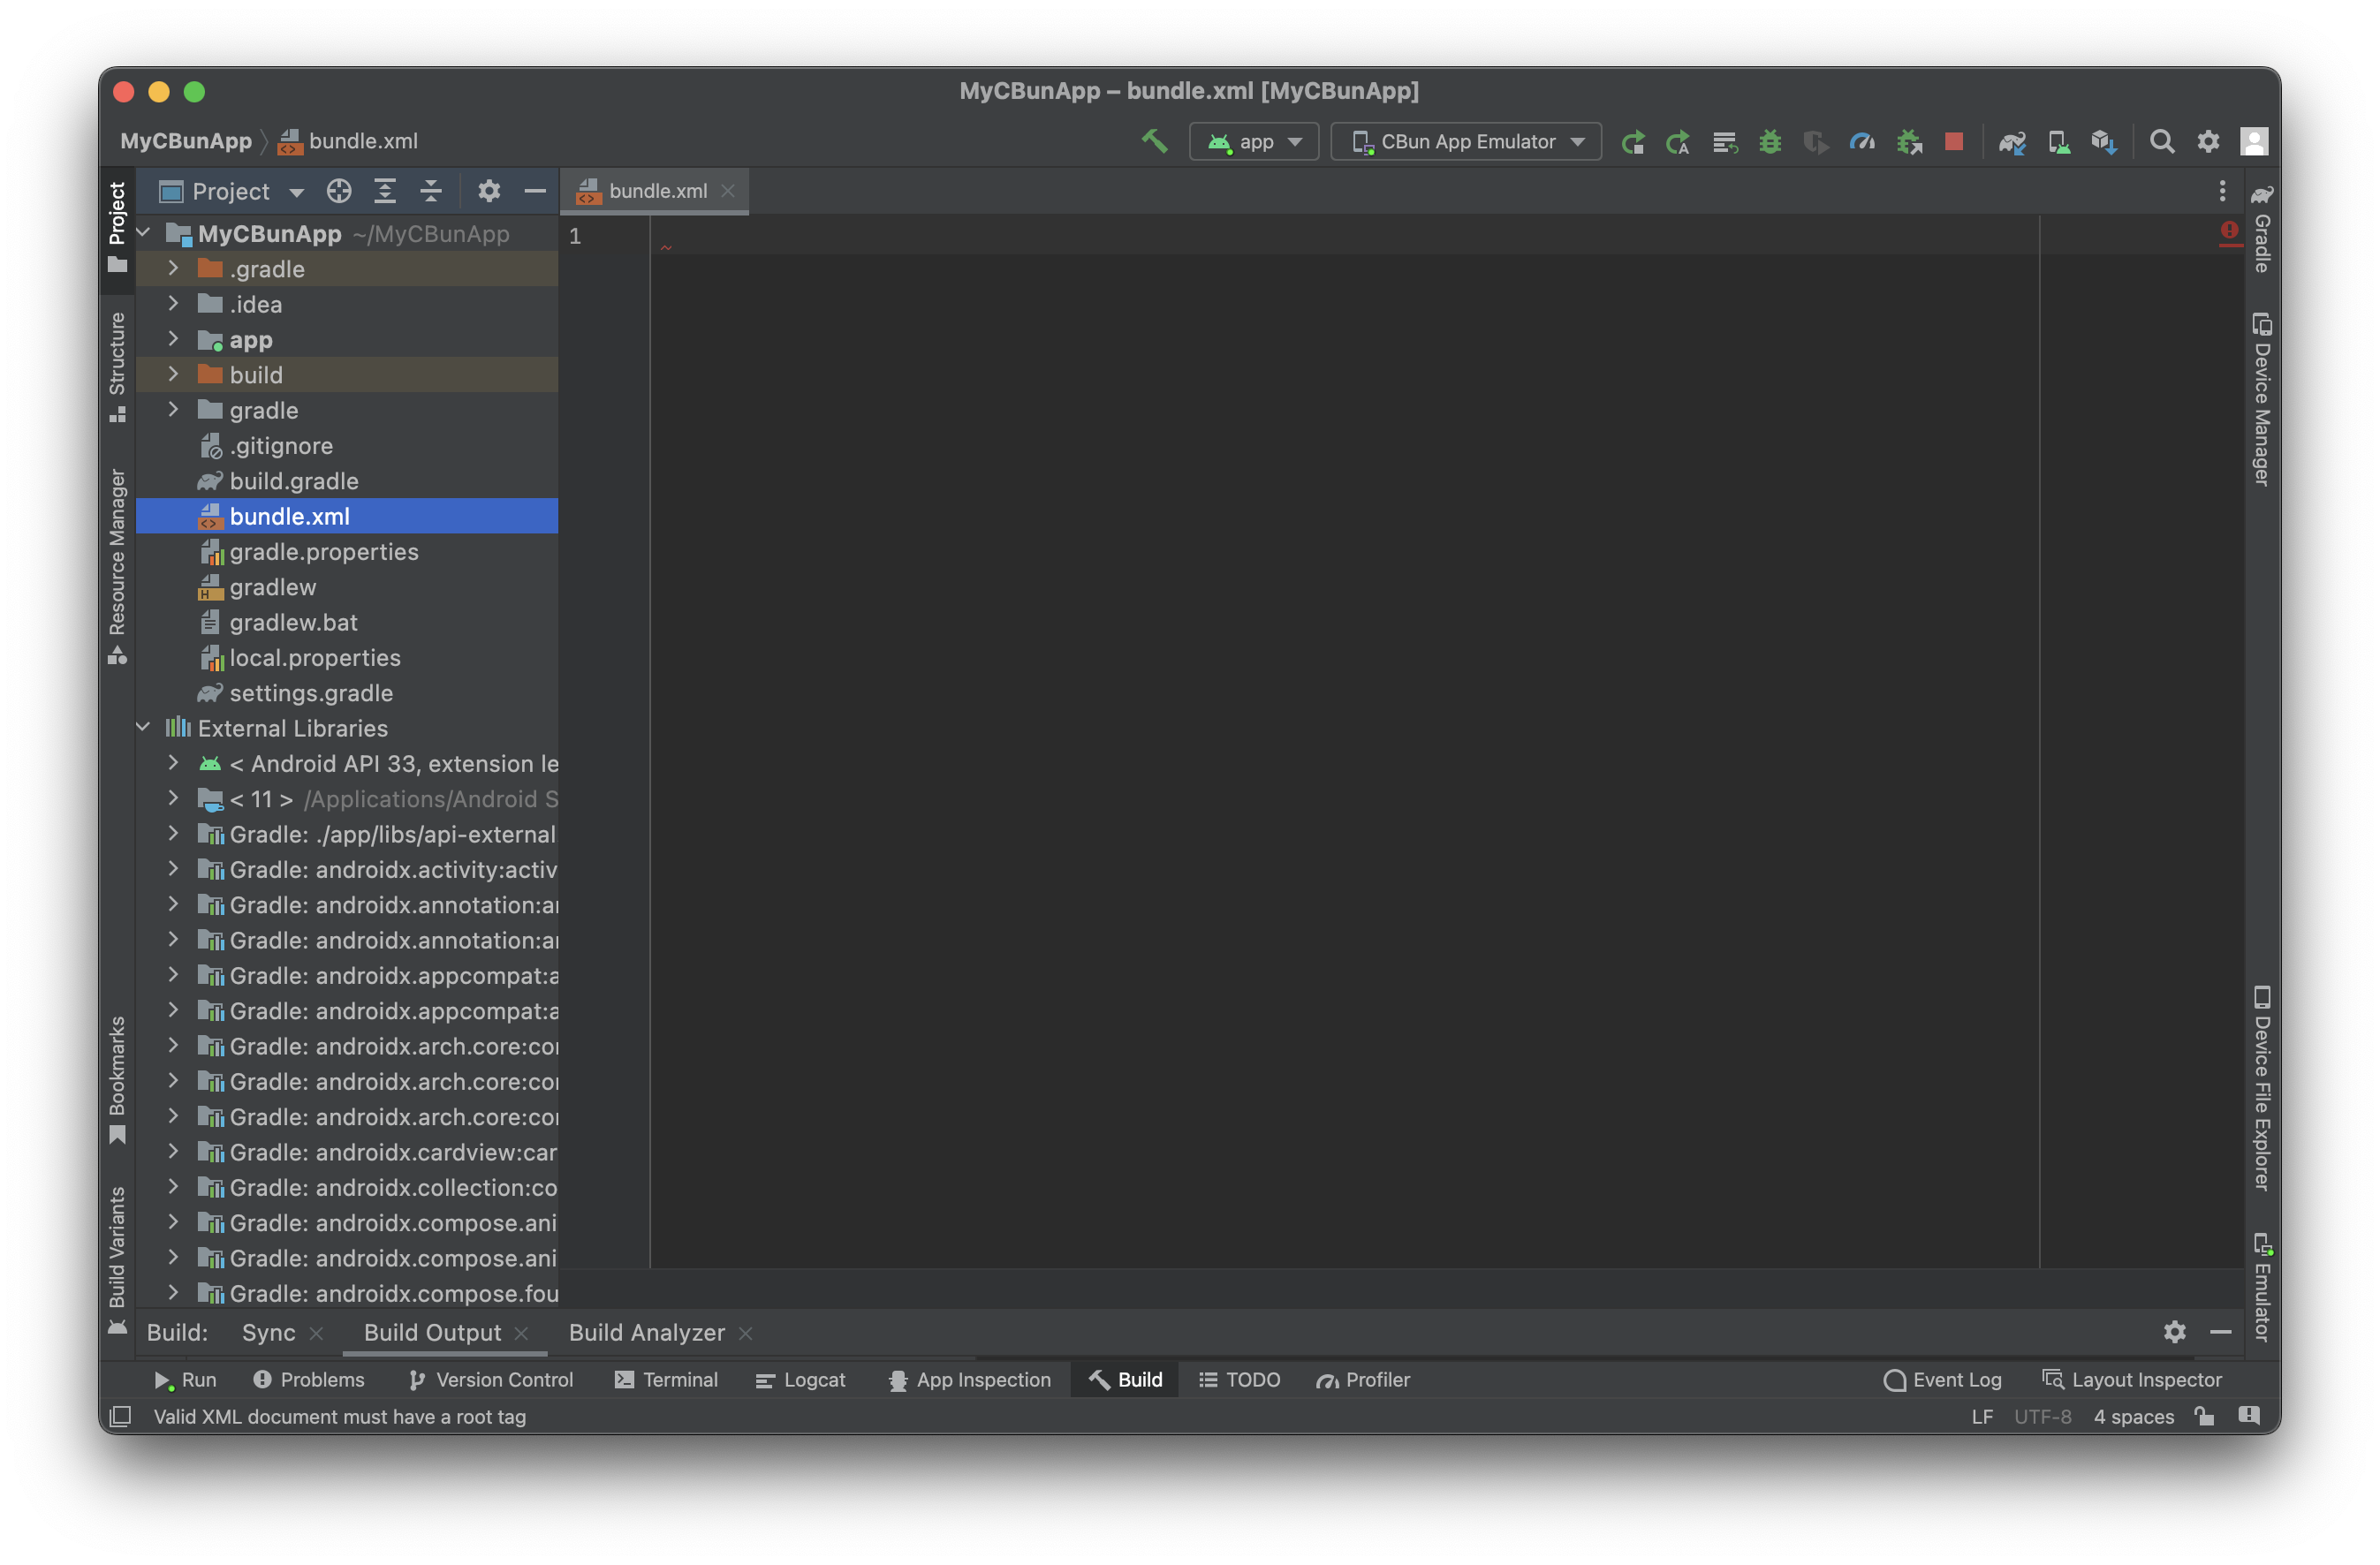 MyCBunApp – bundle.xml [MyCBunApp]
MyCBunApp bundle.xml
app
CBun App Emulator
Project
bundle.xml
Project
Structure
Resource Manager
Bookmarks
Build Variants
MyCBunApp ~/MyCBunApp
.gradle
.idea
app
build
gradle
.gitignore
build.gradle
bundle.xml
gradle.properties
gradlew
gradlew.bat
local.properties
settings.gradle
External Libraries
< Android API 33, extension le
< 11 > /Applications/Android S
Gradle: ./app/libs/api-external
Gradle: androidx.activity:activ
Gradle: androidx.annotation:ar
Gradle: androidx.annotation:ar
Gradle: androidx.appcompat:a
Gradle: androidx.appcompat:a
Gradle: androidx.arch.core:cor
Gradle: androidx.arch.core:cor
Gradle: androidx.arch.core:cor
Gradle: androidx.cardview:car
Gradle: androidx.collection:co
Gradle: androidx.compose.ani
Gradle: androidx.compose.ani
Gradle: androidx.compose.fou
1
Gradle
Device Manager
Device File Explorer
Emulator
Build: Sync Build Output Build Analyzer
Run Problems Version Control Terminal Logcat App Inspection Build TODO Profiler Event Log Layout Inspector
Valid XML document must have a root tag LF UTF-8 4 spaces